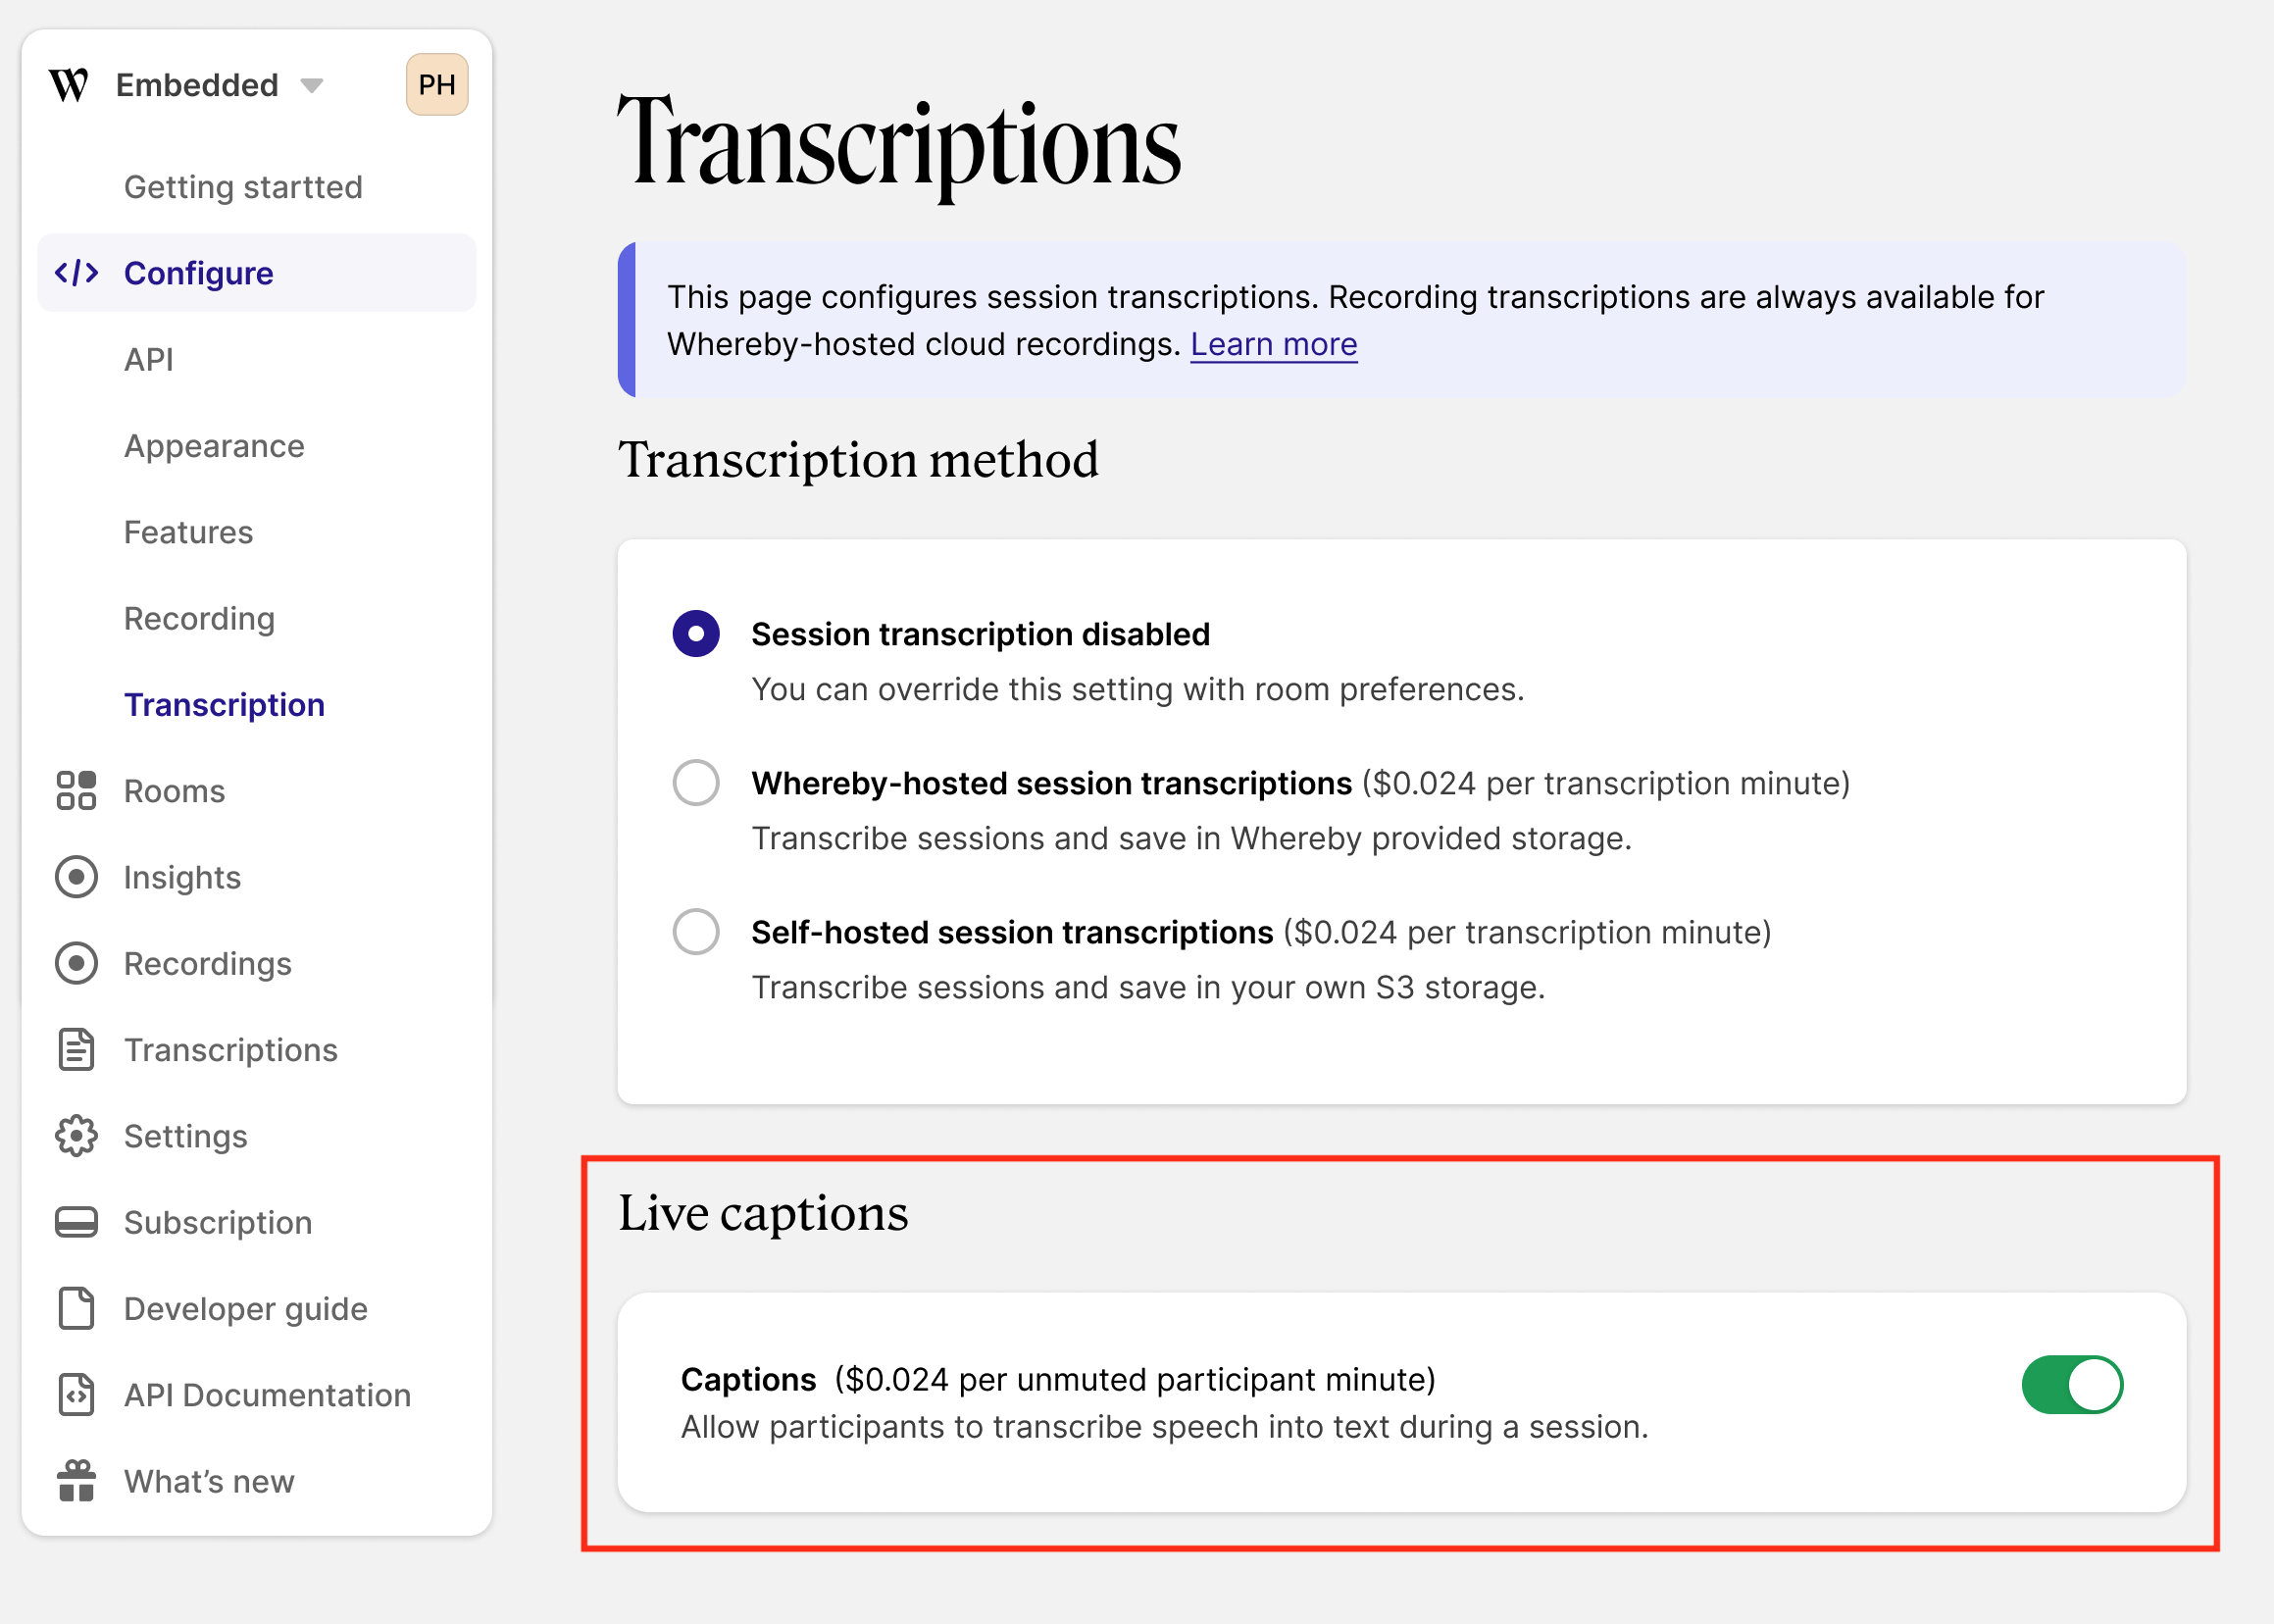 Embedded
PH
Getting startted
Configure
API
Appearance
Features
Recording
Transcription
Rooms
Insights
Recordings
Transcriptions
Settings
Subscription
Developer guide
API Documentation
What’s new
Transcriptions
This page configures session transcriptions. Recording transcriptions are always available for
Whereby-hosted cloud recordings. Learn more
Transcription method
Session transcription disabled
You can override this setting with room preferences.
Whereby-hosted session transcriptions ($0.024 per transcription minute)
Transcribe sessions and save in Whereby provided storage.
Self-hosted session transcriptions ($0.024 per transcription minute)
Transcribe sessions and save in your own S3 storage.
Live captions
Captions ($0.024 per unmuted participant minute)
Allow participants to transcribe speech into text during a session.